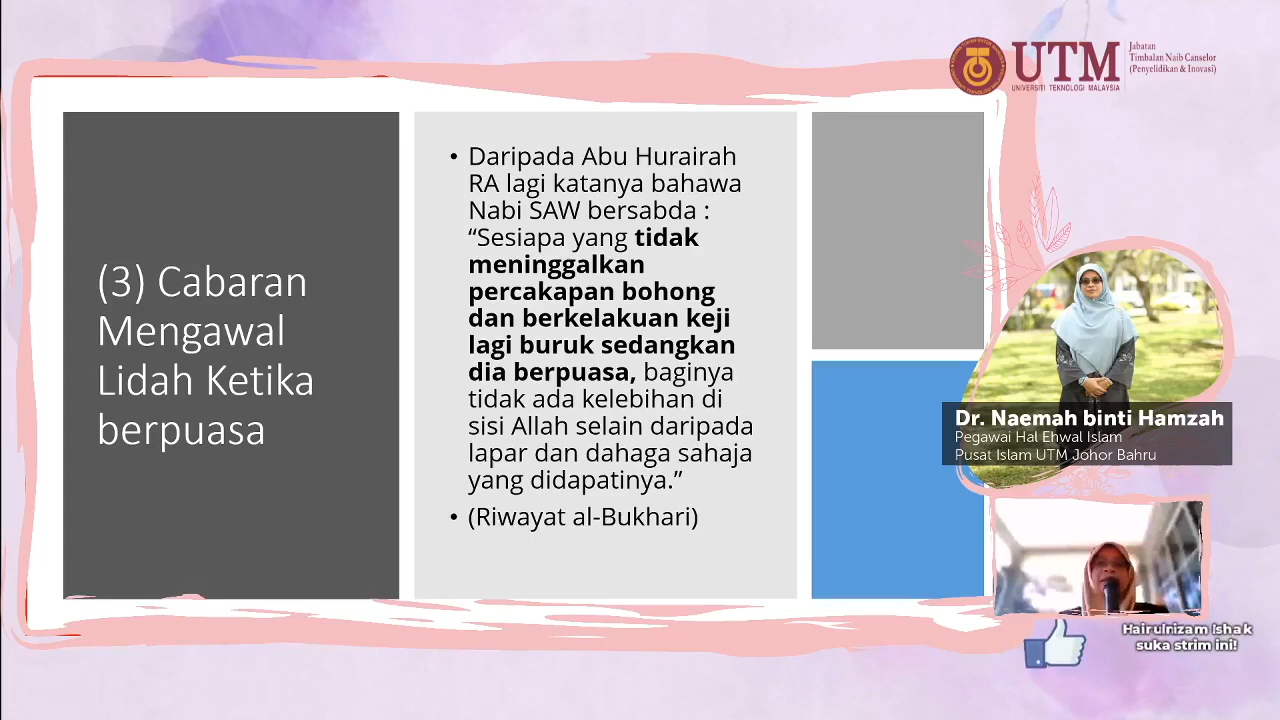 UTM
UNIVERSITI TEKNOLOGI MALAYSIA
Jabatan
Timbalan Naib Canselor
(Penyelidikan & Inovasi)
(3) Cabaran
Mengawal
Lidah Ketika
berpuasa
• Daripada Abu Hurairah
RA lagi katanya bahawa
Nabi SAW bersabda :
“Sesiapa yang tidak
meninggalkan
percakapan bohong
dan berkelakuan keji
lagi buruk sedangkan
dia berpuasa, baginya
tidak ada kelebihan di
sisi Allah selain daripada
lapar dan dahaga sahaja
yang didapatinya.”
• (Riwayat al-Bukhari)
Dr. Naemah binti Hamzah
Pegawai Hal Ehwal Islam
Pusat Islam UTM Johor Bahru
Hairulnizam Ishak
suka strim ini!